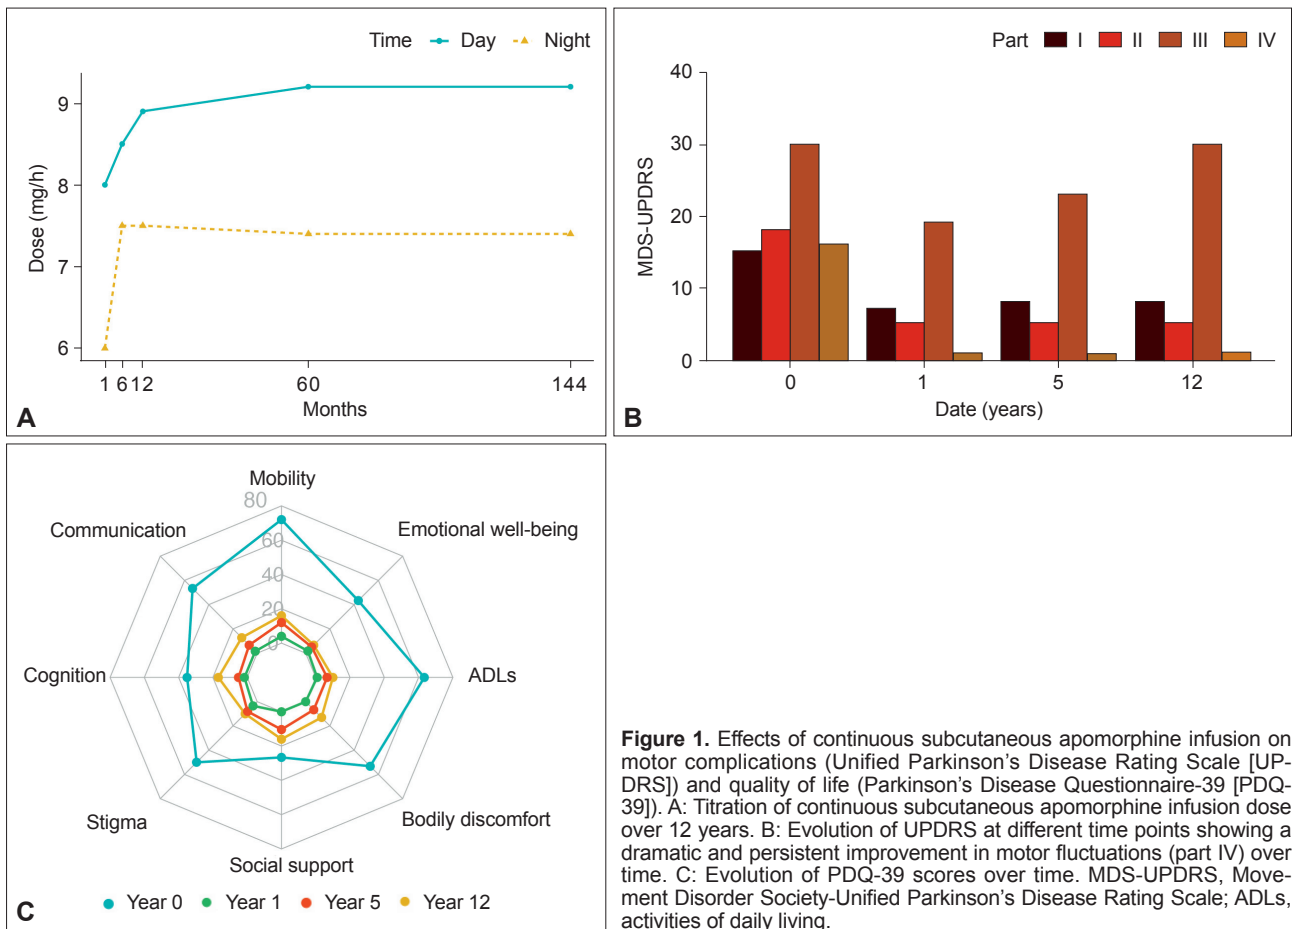 Time Day Night
9
8
7
6
Dose (mg/h)
1 6 12 60 144
Months
A
Part I II III IV
40
30
20
10
0
MDS-UPDRS
0 1 5 12
Date (years)
B
Mobility
80
Communication Emotional well-being
60
40
20
0
Cognition ADLs
Stigma Bodily discomfort
Social support
Year 0 Year 1 Year 5 Year 12
C
Figure 1. Effects of continuous subcutaneous apomorphine infusion on
motor complications (Unified Parkinson's Disease Rating Scale [UP-
DRS]) and quality of life (Parkinson's Disease Questionnaire-39 [PDQ-
39]). A: Titration of continuous subcutaneous apomorphine infusion dose
over 12 years. B: Evolution of UPDRS at different time points showing a
dramatic and persistent improvement in motor fluctuations (part IV) over
time. C: Evolution of PDQ-39 scores over time. MDS-UPDRS, Move-
ment Disorder Society-Unified Parkinson's Disease Rating Scale; ADLs,
activities of daily living.